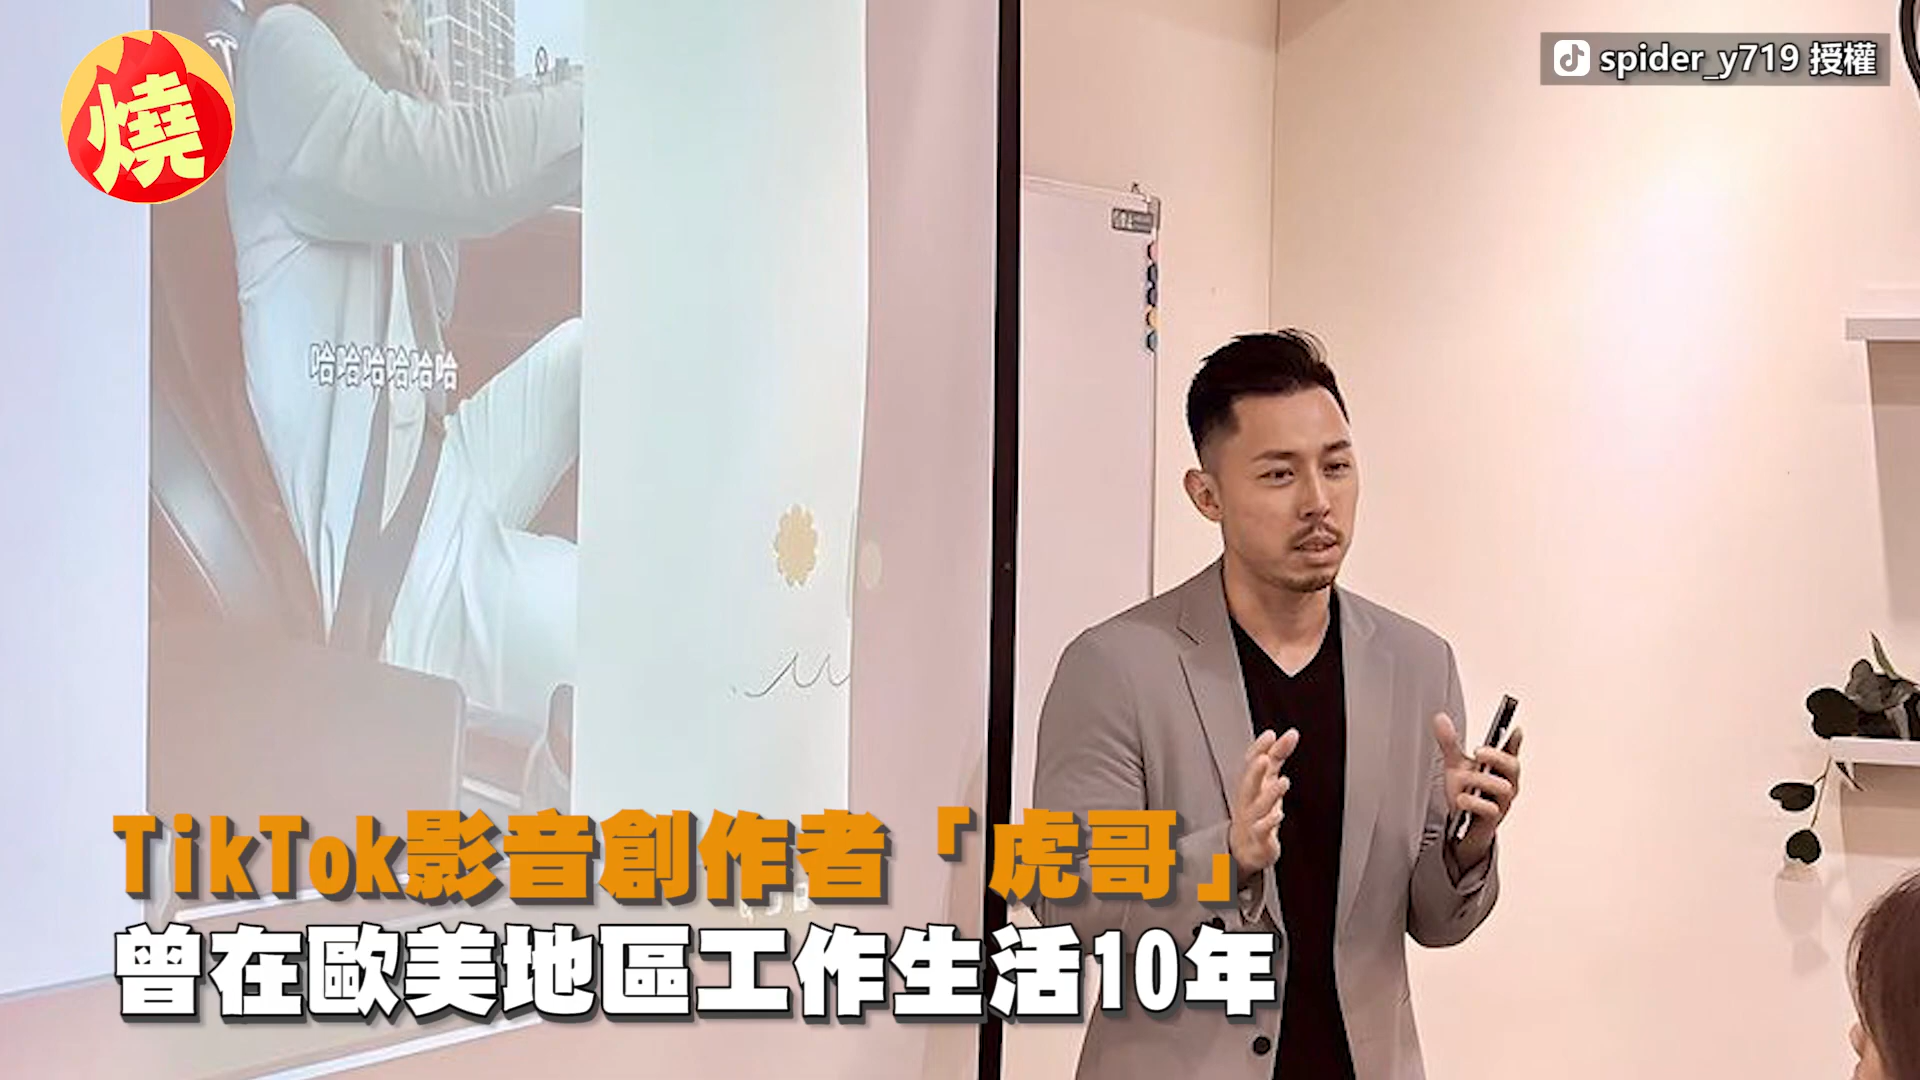 燒
spider_y719 授權
哈哈哈哈哈哈
TikTok影音創作者「虎哥」
曾在歐美地區工作生活10年